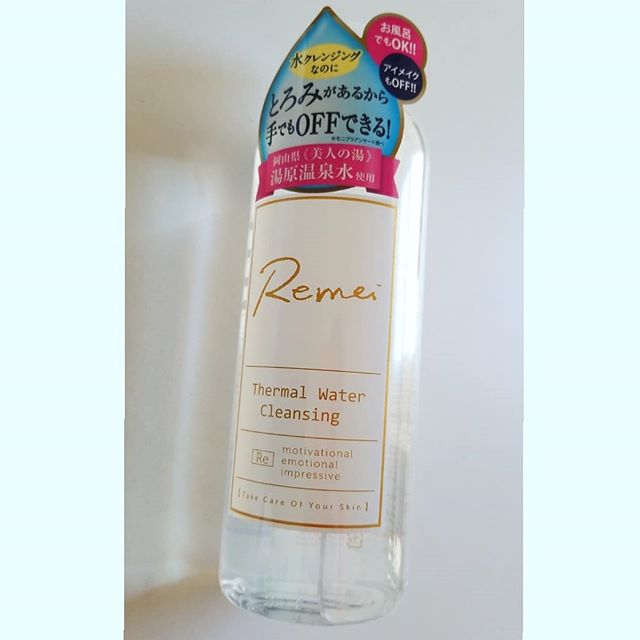 お風呂
でもOK!!
アイメイク
もOFF!!
水クレンジング
なのに
とろみがあるから
手でもOFFできる!
岡山県《美人の湯》
湯原温泉水使用
Remei
Thermal Water
Cleansing
Re
motivational
emotional
impressive
【Take Care Of Your Skin】